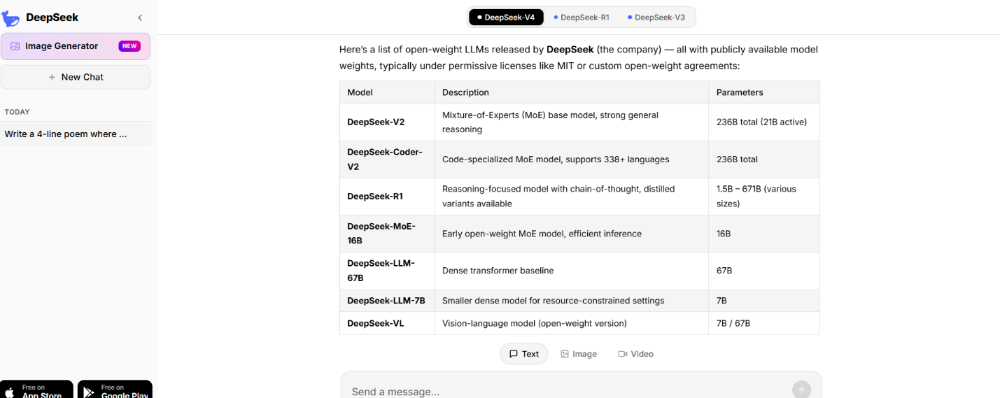 DeepSeek
Image Generator NEW
+ New Chat
TODAY
Write a 4-line poem where ...
Free on
App Store
Free on
Google Play
DeepSeek-V4
DeepSeek-R1
DeepSeek-V3
Here's a list of open-weight LLMs released by DeepSeek (the company) — all with publicly available model
weights, typically under permissive licenses like MIT or custom open-weight agreements:
Model Description Parameters
DeepSeek-V2
Mixture-of-Experts (MoE) base model, strong general
reasoning
236B total (21B active)
DeepSeek-Coder-
V2
Code-specialized MoE model, supports 338+ languages
236B total
DeepSeek-R1
Reasoning-focused model with chain-of-thought, distilled
variants available
1.5B – 671B (various
sizes)
DeepSeek-MoE-
16B
Early open-weight MoE model, efficient inference
16B
DeepSeek-LLM-
67B
Dense transformer baseline
67B
DeepSeek-LLM-7B
Smaller dense model for resource-constrained settings
7B
DeepSeek-VL
Vision-language model (open-weight version)
7B / 67B
Text
Image
Video
Send a message...